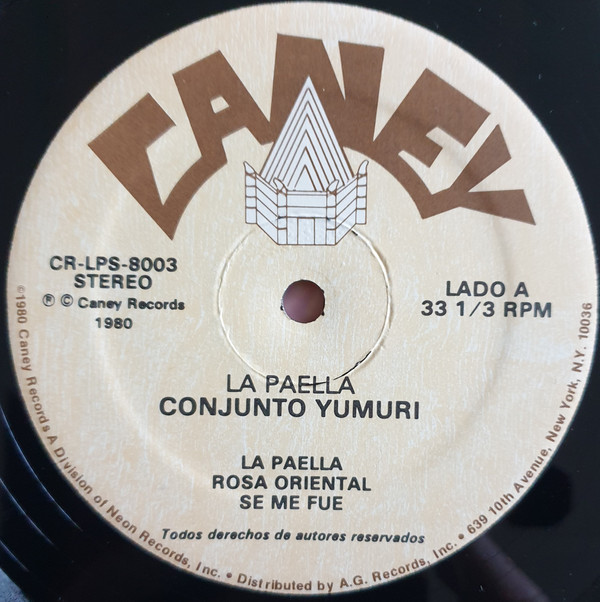 CANEY
CR-LPS-8003
STEREO
℗ © Caney Records
1980
LADO A
33 1/3 RPM
LA PAELLA
CONJUNTO YUMURI
LA PAELLA
ROSA ORIENTAL
SE ME FUE
Todos derechos de autores reservados
©1980 Caney Records A Division of Neon Records, Inc. • Distributed by A.G. Records, Inc. • 639 10th Avenue, New York, N.Y. 10036